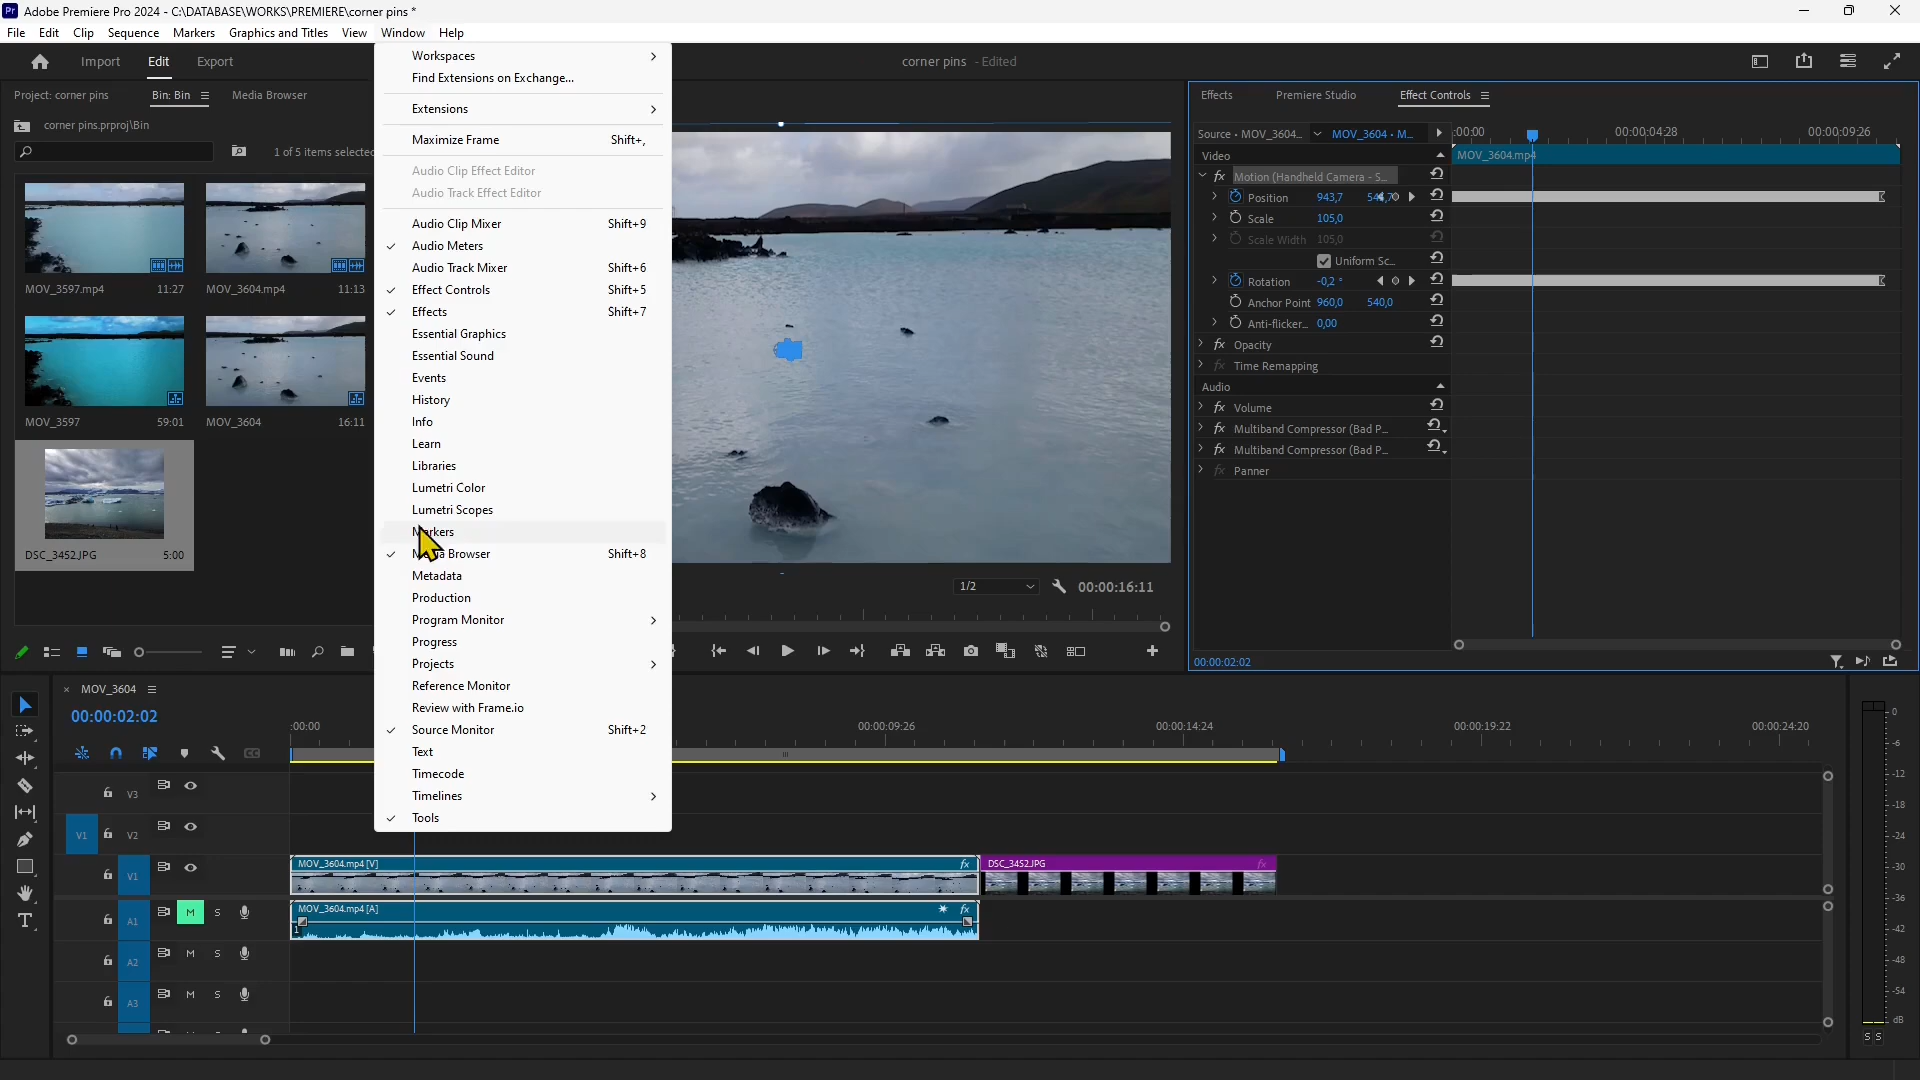 Pr Adobe Premiere Pro 2024 - C:\DATABASE\WORKS\PREMIERE\corner pins *
File Edit Clip Sequence Markers Graphics and Titles View Window Help
Import Edit Export
corner pins - Edited
Project: corner pins Bin: Bin Media Browser
corner pins.prproj\Bin
1 of 5 items selected
MOV_3597.mp4 11:27
MOV_3604.mp4 11:13
MOV_3597 59:01
MOV_3604 16:11
DSC_3452.JPG 5:00
Workspaces
Find Extensions on Exchange...
Extensions
Maximize Frame Shift+,
Audio Clip Effect Editor
Audio Track Effect Editor
Audio Clip Mixer Shift+9
Audio Meters
Audio Track Mixer Shift+6
Effect Controls Shift+5
Effects Shift+7
Essential Graphics
Essential Sound
Events
History
Info
Learn
Libraries
Lumetri Color
Lumetri Scopes
Markers
Media Browser Shift+8
Metadata
Production
Program Monitor
Progress
Projects
Reference Monitor
Review with Frame.io
Source Monitor Shift+2
Text
Timecode
Timelines
Tools
1/2 00:00:16:11
Effects Premiere Studio Effect Controls
Source • MOV_3604... MOV_3604 • M... :00:00 00:00:04:28 00:00:09:26
Video MOV_3604.mp4
fx Motion (Handheld Camera - S...
Position 943,7
Scale 105,0
Scale Width 105,0
Uniform Sc...
Rotation -0,2 °
Anchor Point 960,0 540,0
Anti-flicker... 0,00
fx Opacity
fx Time Remapping
Audio
fx Volume
fx Multiband Compressor (Bad P...
fx Multiband Compressor (Bad P...
fx Panner
00:00:02:02
× MOV_3604
00:00:02:02
:00:00 00:00:09:26 00:00:14:24 00:00:19:22 00:00:24:20
V3
V1 V2
V1
A1 M S
A2 M S
A3 M S
MOV_3604.mp4 [V] fx
DSC_3452.JPG fx
MOV_3604.mp4 [A] fx
1
0
-6
-12
-18
-24
-30
-36
-42
-48
-54
dB
S S